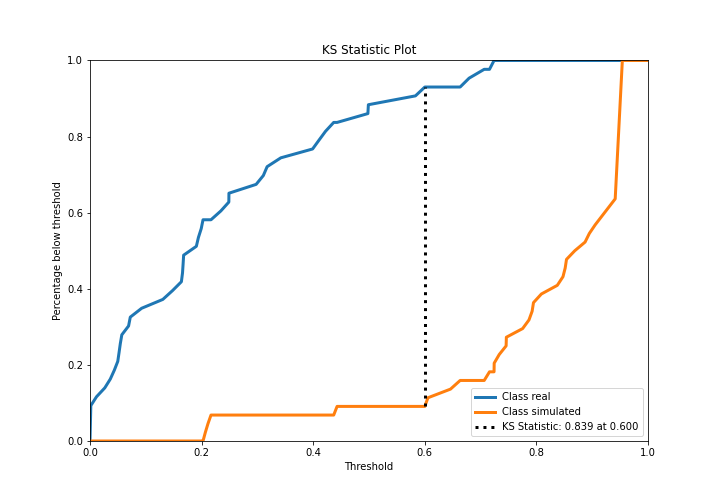 KS Statistic Plot
1.0
0.8
0.6
0.4
0.2
0.0
Percentage below threshold
Class real
Class simulated
KS Statistic: 0.839 at 0.600
0.0 0.2 0.4 0.6 0.8 1.0
Threshold